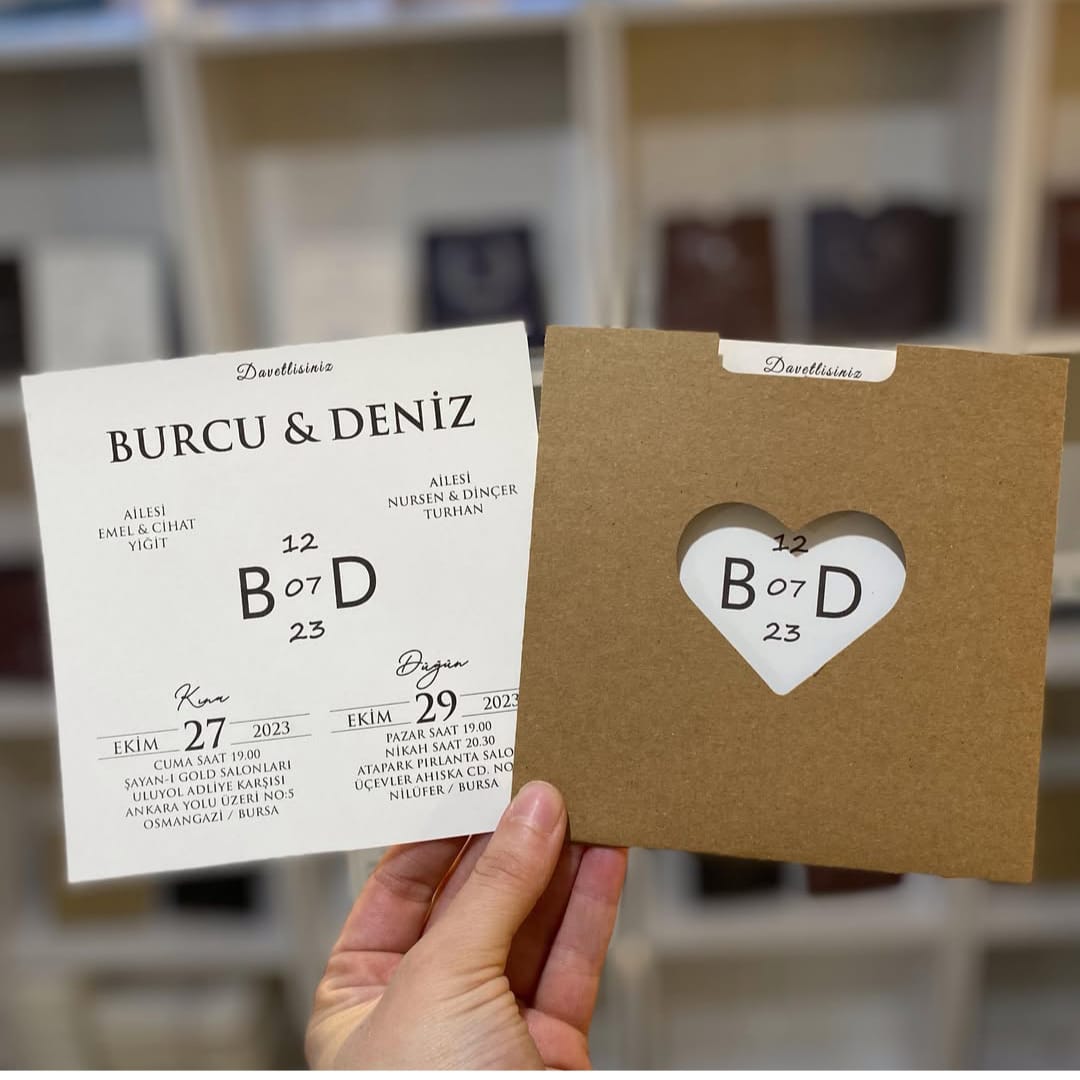 Davetlisiniz
BURCU & DENİZ
AİLESİ
EMEL & CİHAT
YİĞİT
AİLESİ
NURSEN & DİNÇER
TURHAN
12
B 07 D
23
Kına
EKİM 27 2023
CUMA SAAT 19.00
ŞAYAN-I GOLD SALONLARI
ULUYOL ADLİYE KARŞISI
ANKARA YOLU ÜZERİ NO:5
OSMANGAZİ / BURSA
Düğün
EKİM 29 2023
PAZAR SAAT 19.00
NİKAH SAAT 20.30
ATAPARK PIRLANTA SALO
ÜÇEVLER AHISKA CD. NO
NİLÜFER / BURSA
Davetlisiniz
12
B 07 D
23